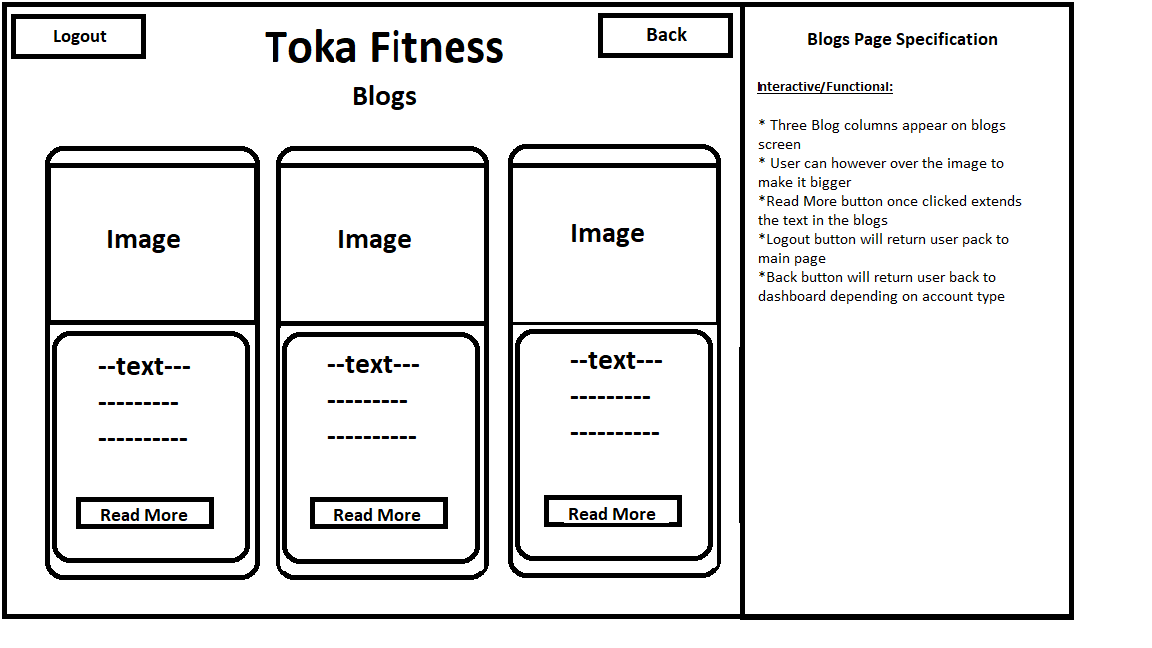 Logout
Toka Fitness
Back
Blogs
Image
Image
Image
--text---
---------
----------
Read More
--text---
---------
----------
Read More
--text---
---------
----------
Read More
Blogs Page Specification
Interactive/Functional:
* Three Blog columns appear on blogs
screen
* User can however over the image to
make it bigger
*Read More button once clicked extends
the text in the blogs
*Logout button will return user pack to
main page
*Back button will return user back to
dashboard depending on account type